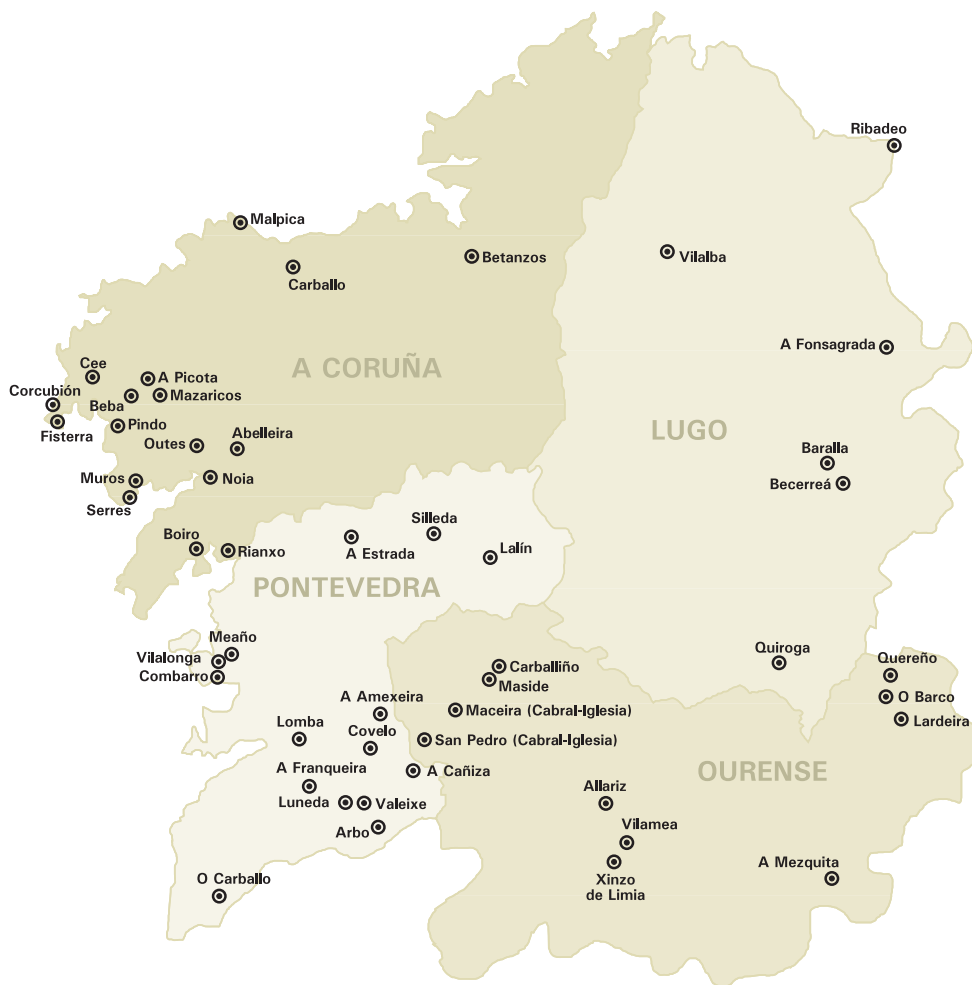 Ribadeo
Malpica
Betanzos
Vilalba
Carballo
A Fonsagrada
Cee
A CORUÑA
A Picota
Corcubión
Mazaricos
Beba
Pindo
Fisterra
Abelleira
LUGO
Outes
Baralla
Muros
Noia
Becerreá
Serres
Silleda
Boiro
Rianxo
A Estrada
Lalín
PONTEVEDRA
Meaño
Vilalonga
Combarro
Carballiño
Maside
Quiroga
Quereño
A Amexeira
O Barco
Maceira (Cabral-Iglesia)
Lardeira
Lomba
Covelo
San Pedro (Cabral-Iglesia)
A Franqueira
A Cañiza
OURENSE
Luneda
Valeixe
Allariz
Arbo
Vilamea
A Mezquita
Xinzo
de Limia
O Carballo